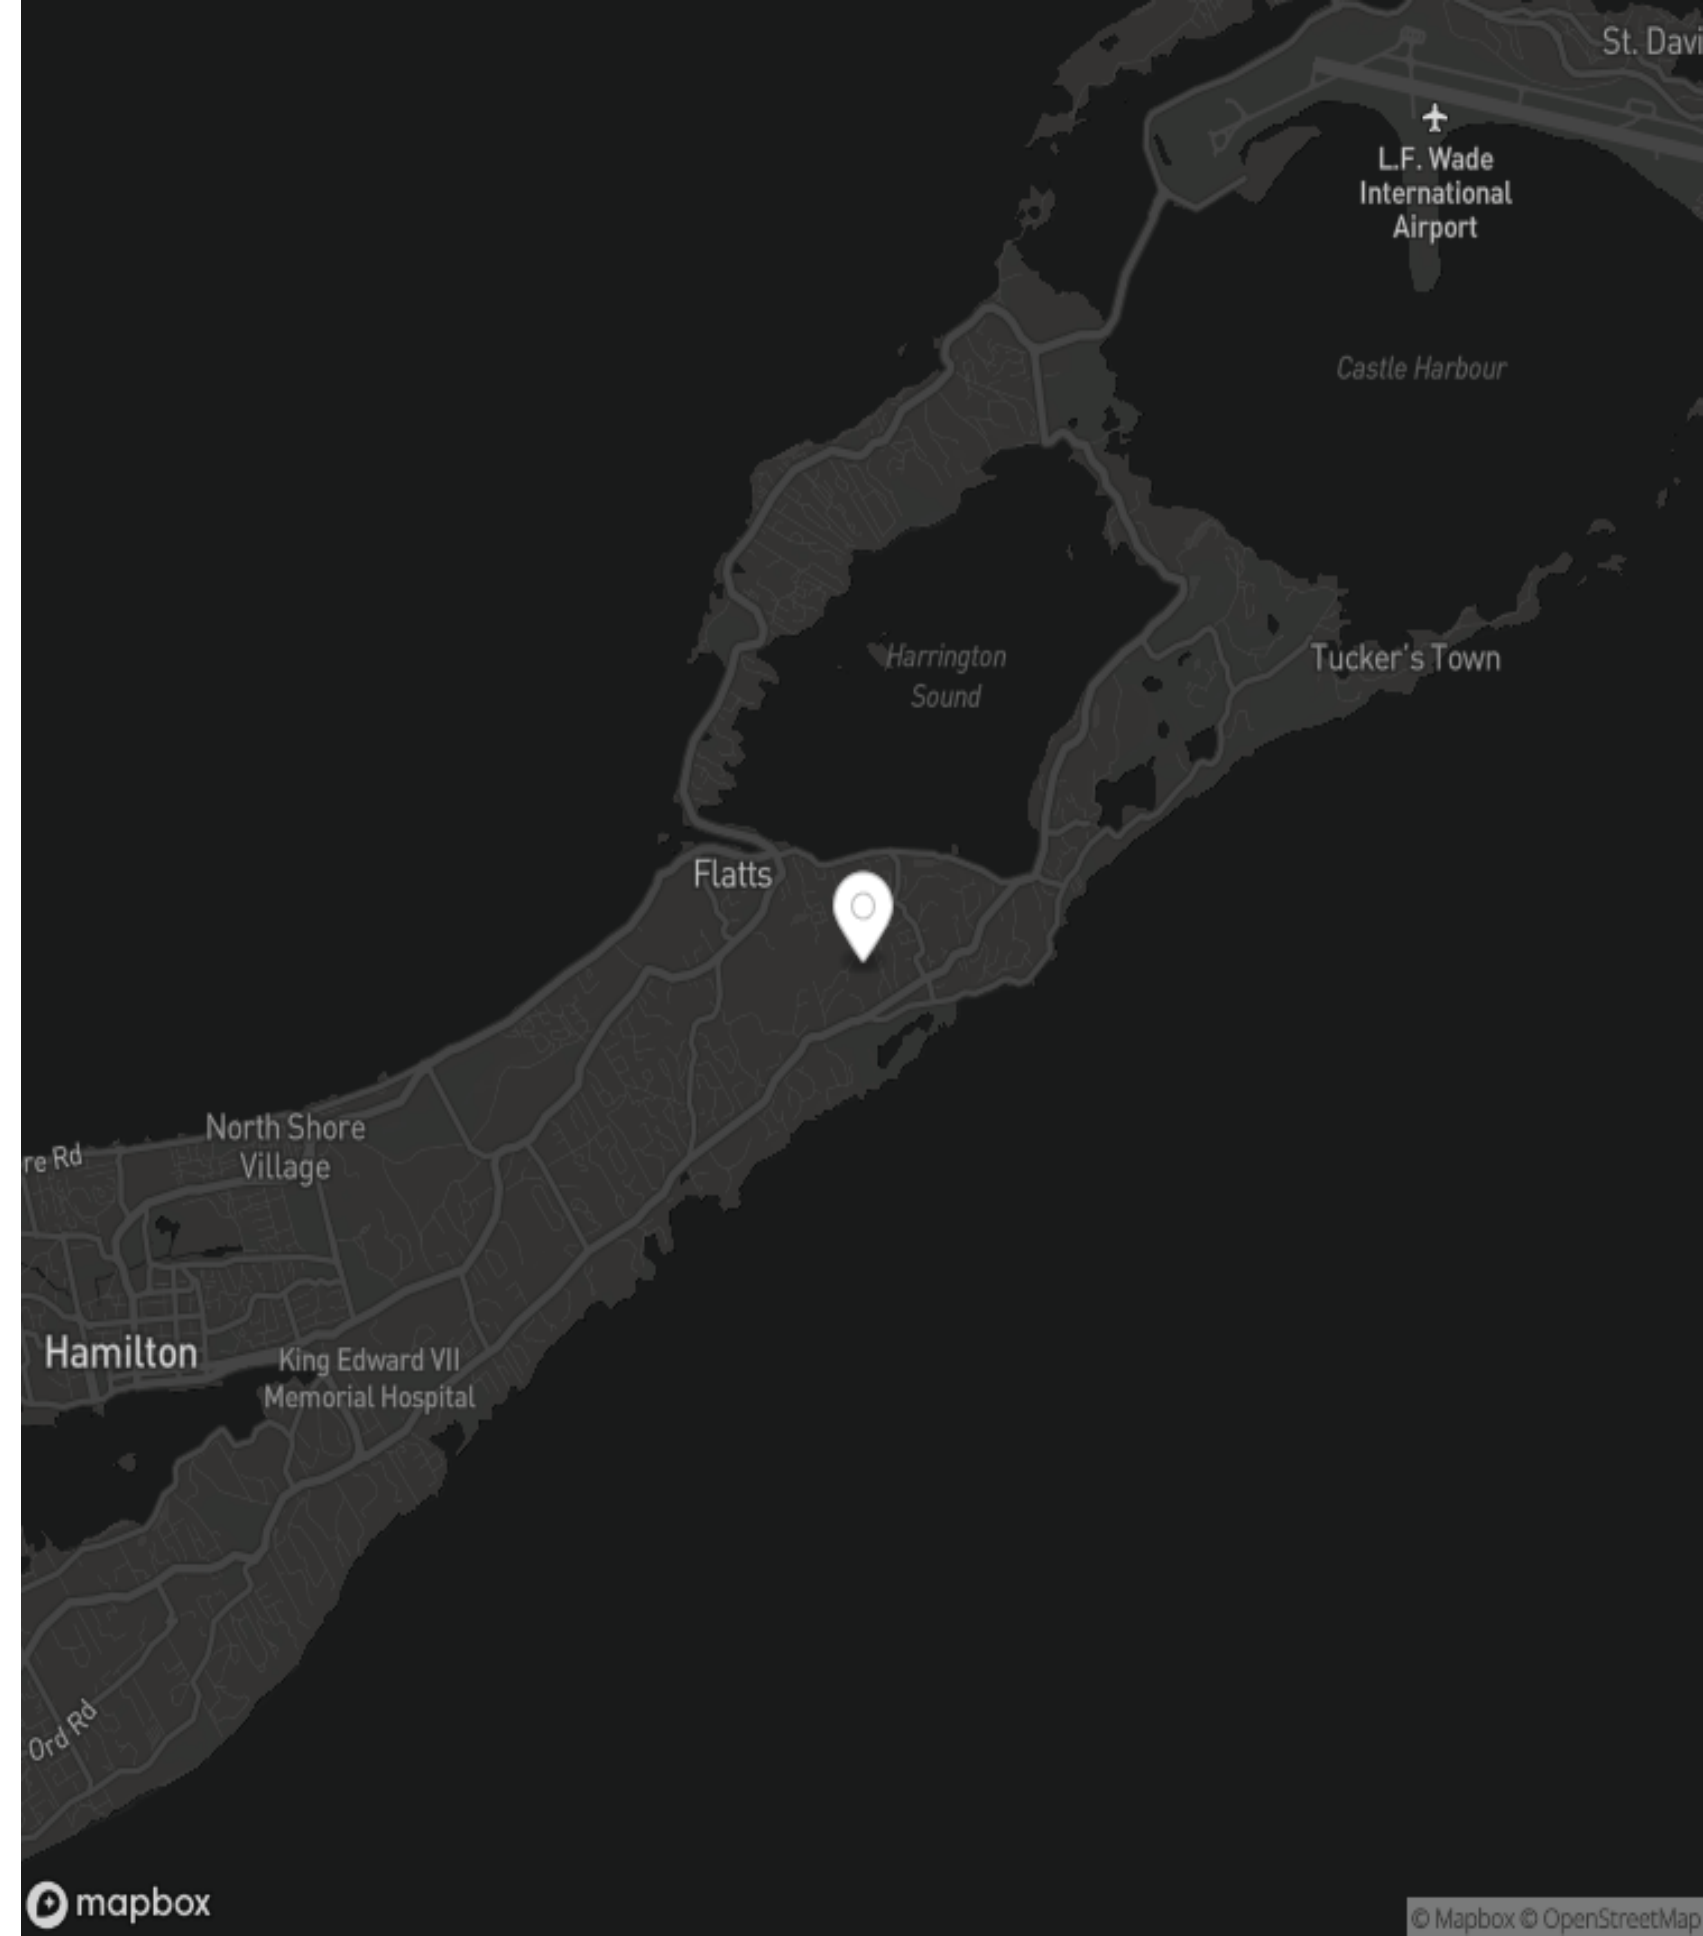 St. Davi
L.F. Wade
International
Airport
Castle Harbour
Harrington
Sound
Tucker's Town
Flatts
North Shore
Village
re Rd
Hamilton
King Edward VII
Memorial Hospital
Ord Rd
mapbox
© Mapbox © OpenStreetMap